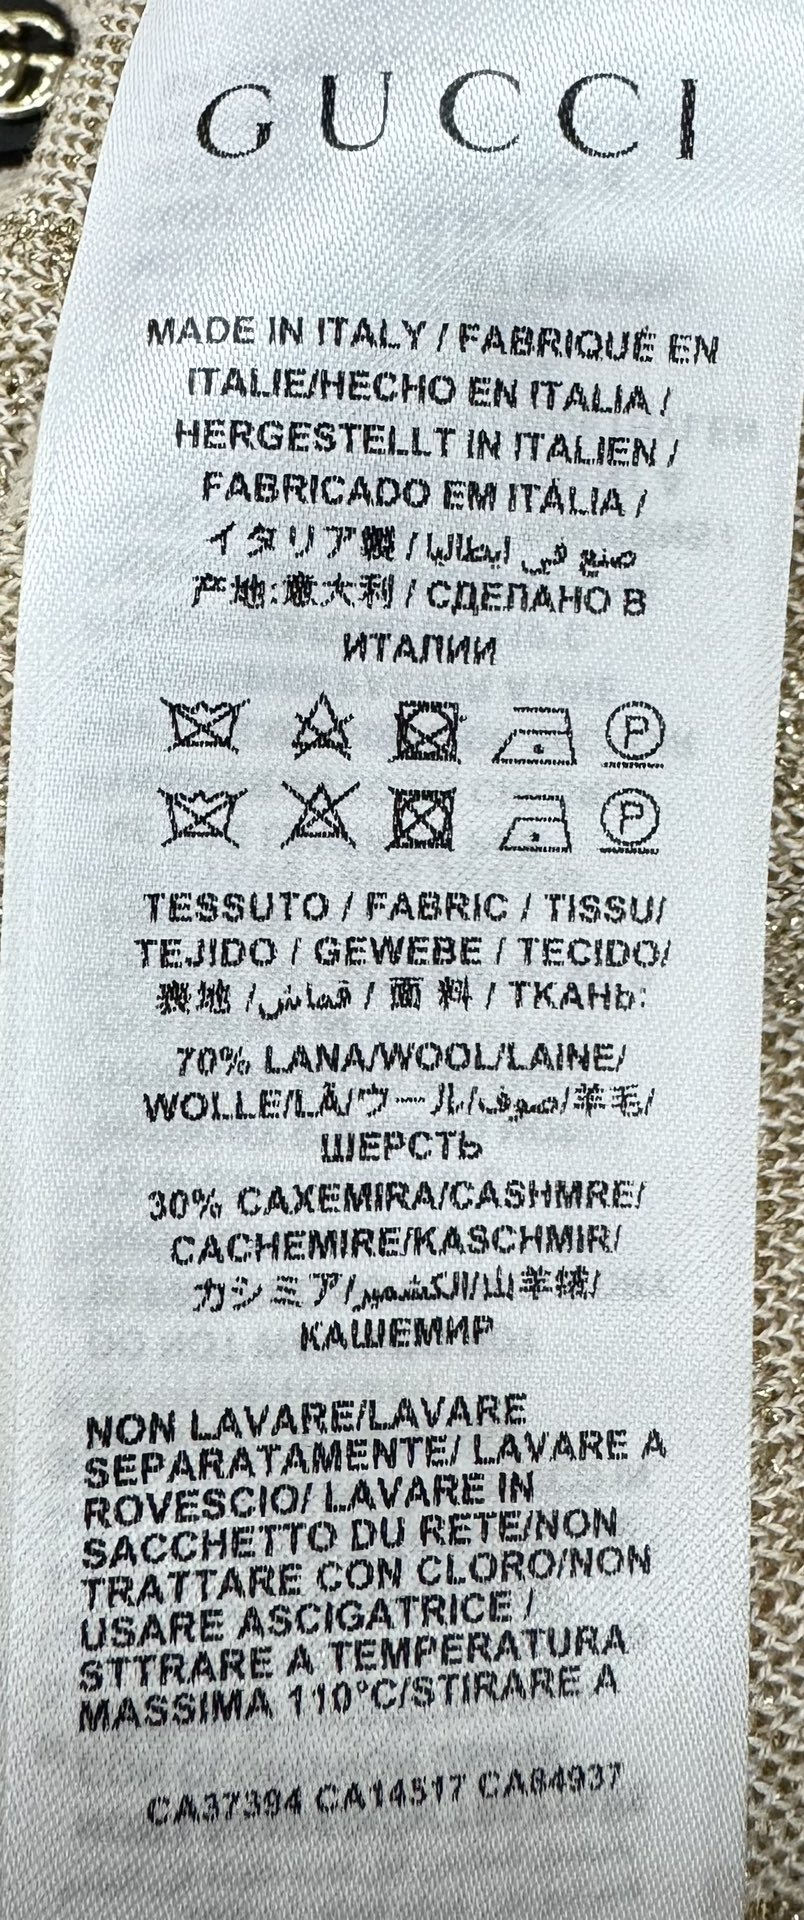 GUCCI
MADE IN ITALY / FABRIQUÉ EN
ITALIE/HECHO EN ITALIA /
HERGESTELLT IN ITALIEN /
FABRICADO EM ITÁLIA /
イタリア製 / صنع في ايطاليا
产地:意大利 / СДЕЛАНО В
ИТАЛИИ
P
P
TESSUTO / FABRIC / TISSU/
TEJIDO / GEWEBE / TECIDO/
/ قماش / 面料 / ТКАНЬ:
70% LANA/WOOL/LAINE/
WOLLE/LÃ/ウール/صوف/羊毛/
ШЕРСТЬ
30% CAXEMIRA/CASHMRE/
CACHEMIRE/KASCHMIR/
カシミア/الكشمير/山羊绒/
КАШЕМИР
NON LAVARE/LAVARE
SEPARATAMENTE/ LAVARE A
ROVESCIO/ LAVARE IN
SACCHETTO DU RETE/NON
TRATTARE CON CLORO/NON
USARE ASCIGATRICE /
STTRARE A TEMPERATURA
MASSIMA 110°C/STIRARE A
CA37394 CA14517 CA84937